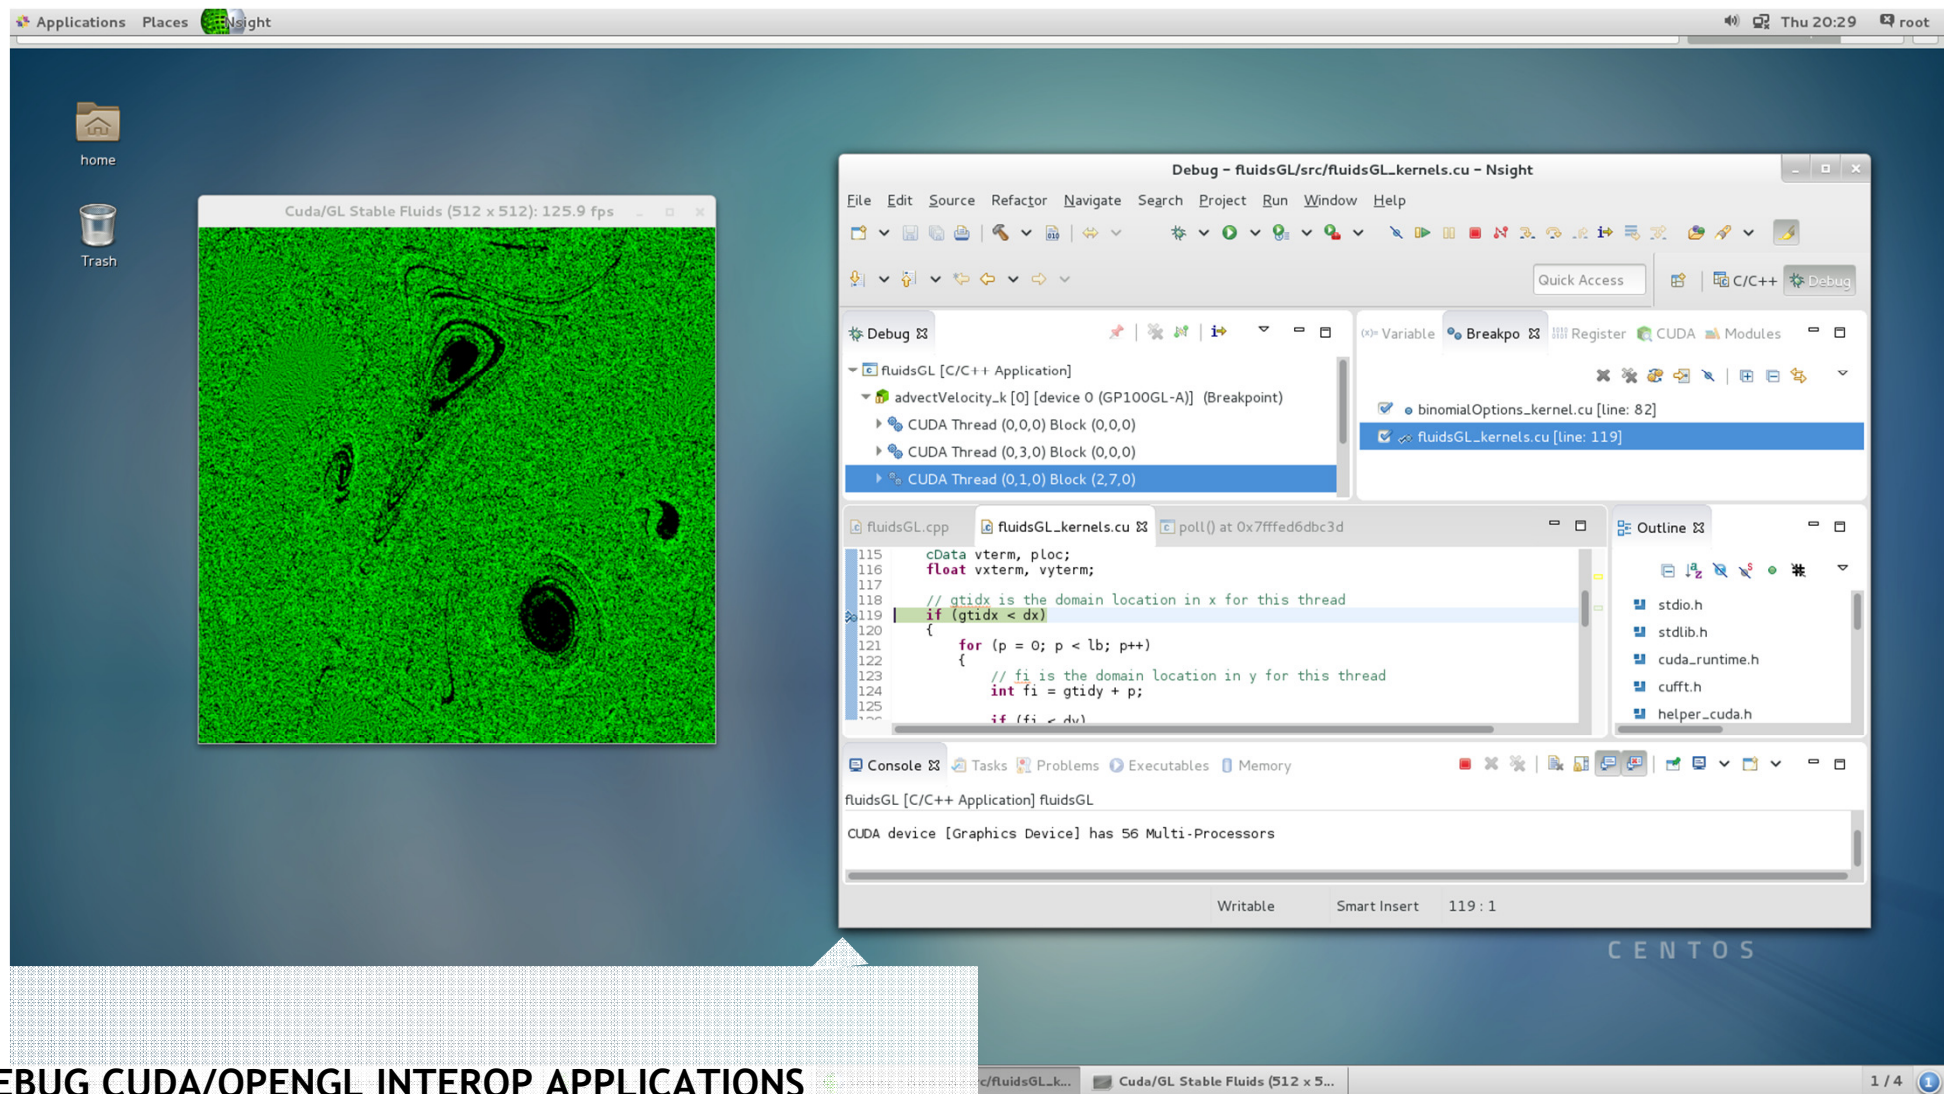 Applications Places Nsight Thu 20:29 root
home
Trash
Cuda/GL Stable Fluids (512 x 512): 125.9 fps
Debug – fluidsGL/src/fluidsGL_kernels.cu – Nsight
File Edit Source Refactor Navigate Search Project Run Window Help
Quick Access C/C++ Debug
Debug
fluidsGL [C/C++ Application]
advectVelocity_k [0] [device 0 (GP100GL-A)] (Breakpoint)
CUDA Thread (0,0,0) Block (0,0,0)
CUDA Thread (0,3,0) Block (0,0,0)
CUDA Thread (0,1,0) Block (2,7,0)
(x)= Variable Breakpo Register CUDA Modules
binomialOptions_kernel.cu [line: 82]
fluidsGL_kernels.cu [line: 119]
fluidsGL.cpp fluidsGL_kernels.cu poll() at 0x7fffed6dbc3d
115 cData vterm, ploc;
116 float vxterm, vyterm;
117
118 // gtidx is the domain location in x for this thread
119 if (gtidx < dx)
120 {
121 for (p = 0; p < lb; p++)
122 {
123 // fi is the domain location in y for this thread
124 int fi = gtidy + p;
125
126 if (fi < dy)
Outline
stdio.h
stdlib.h
cuda_runtime.h
cufft.h
helper_cuda.h
Console Tasks Problems Executables Memory
fluidsGL [C/C++ Application] fluidsGL
CUDA device [Graphics Device] has 56 Multi-Processors
Writable Smart Insert 119 : 1
CENTOS
EBUG CUDA/OPENGL INTEROP APPLICATIONS
c/fluidsGL_k... Cuda/GL Stable Fluids (512 x 5... 1 / 4 1